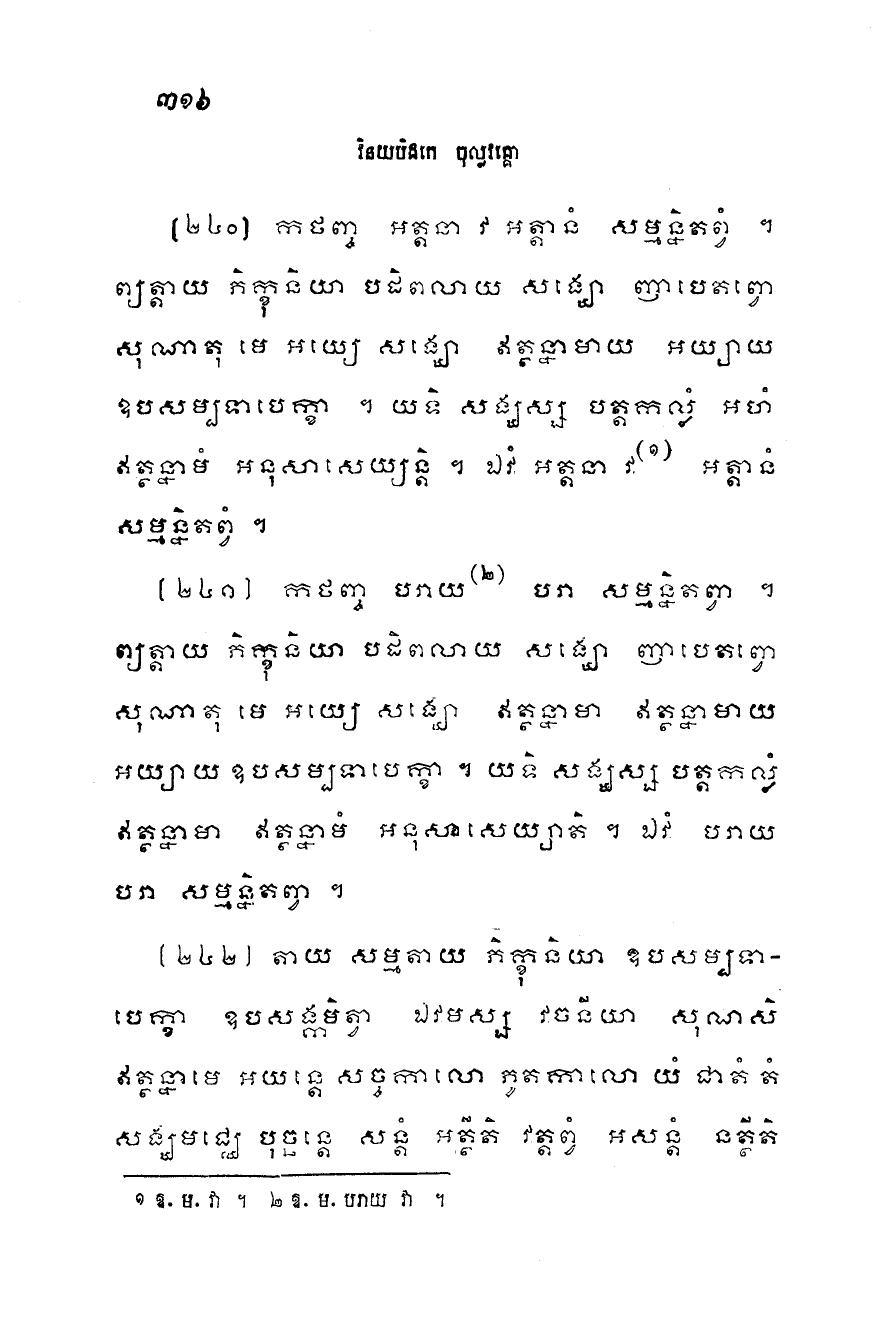 ៣១៦
វិនយបិដកេ ចុល្លវគ្គោ
[២៤០] កថញ្ច អត្តនា វ អត្តានំ សម្មន្និតព្វំ ។
ព្យត្តាយ ភិក្ខុនិយា បដិពលាយ សង្ឃោ ញាបេតព្វោ
សុណាតុ មេ អយ្យេ សង្ឃោ ឥត្ថន្នាមាយ អយ្យាយ
ឧបសម្បទាបេក្ខា ។ យទិ សង្ឃស្ស បត្តកល្លំ អហំ
ឥត្ថន្នាមំ អនុសាសេយ្យន្តិ ។ ឯវំ អត្តនា វ(១) អត្តានំ
សម្មន្និតព្វំ ។
[២៤១] កថញ្ច បរាយ(២) បរា សម្មន្និតព្វា ។
ព្យត្តាយ ភិក្ខុនិយា បដិពលាយ សង្ឃោ ញាបេតព្វោ
សុណាតុ មេ អយ្យេ សង្ឃោ ឥត្ថន្នាមា ឥត្ថន្នាមាយ
អយ្យាយ ឧបសម្បទាបេក្ខា ។ យទិ សង្ឃស្ស បត្តកល្លំ
ឥត្ថន្នាមា ឥត្ថន្នាមំ អនុសាសេយ្យាតិ ។ ឯវំ បរាយ
បរា សម្មន្និតព្វា ។
[២៤២] តាយ សម្មតាយ ភិក្ខុនិយា ឧបសម្បទា-
បេក្ខា ឧបសង្កមិត្វា ឯវមស្ស វចនីយា សុណសិ
ឥត្ថន្នាមេ អយន្តេ សច្ចកាលោ ភូតកាលោ យំ ជាតំ តំ
សង្ឃមជ្ឈេ បុច្ឆន្តេ សន្តំ អត្ថីតិ វត្តព្វំ អសន្តំ នត្ថីតិ
១ ឱ. ម. វា ។ ២ ឱ. ម. បរាយ វា ។